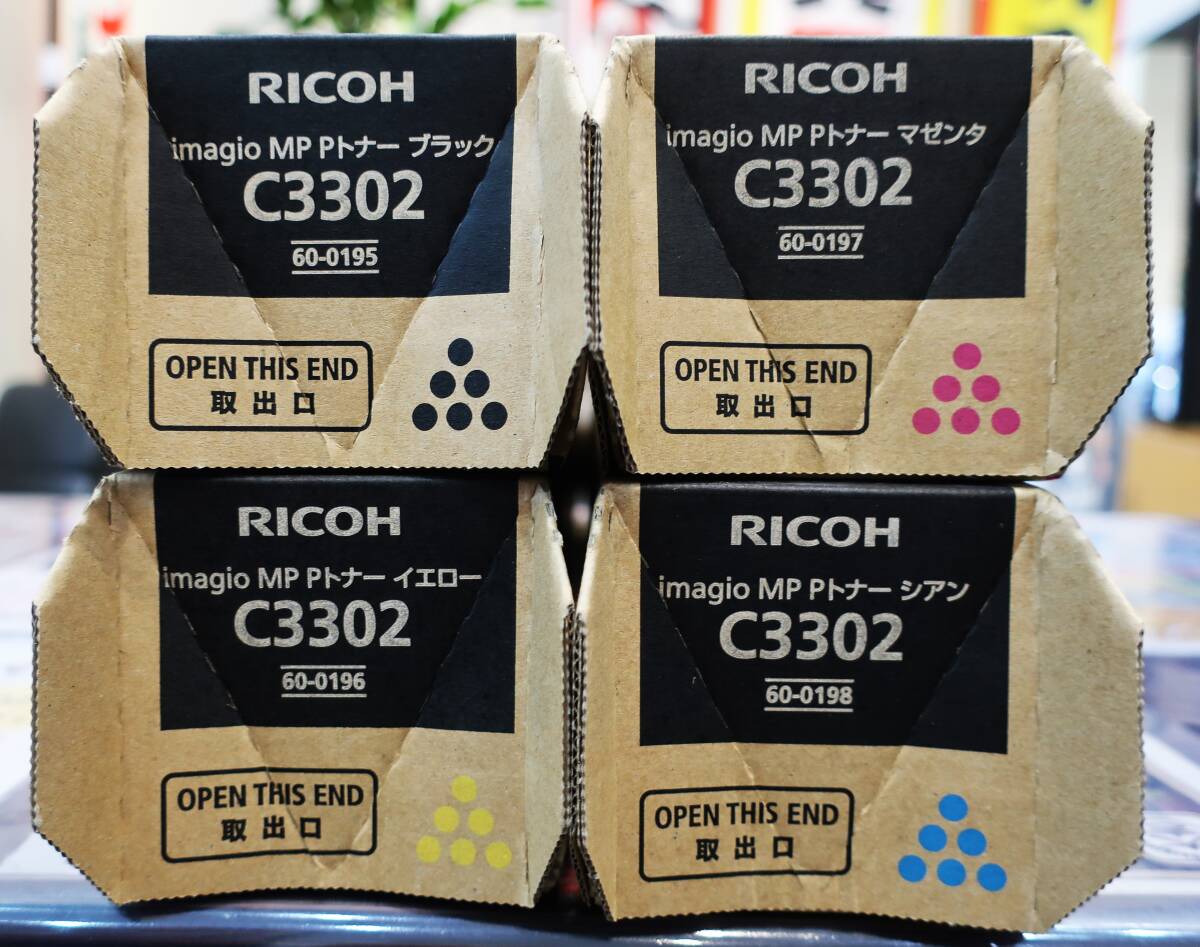 RICOH
imagio MP Pトナー ブラック
C3302
60-0195
OPEN THIS END
取出口
RICOH
imagio MP Pトナー マゼンタ
C3302
60-0197
OPEN THIS END
取出口
RICOH
imagio MP Pトナー イエロー
C3302
60-0196
OPEN THIS END
取出口
RICOH
imagio MP Pトナー シアン
C3302
60-0198
OPEN THIS END
取出口